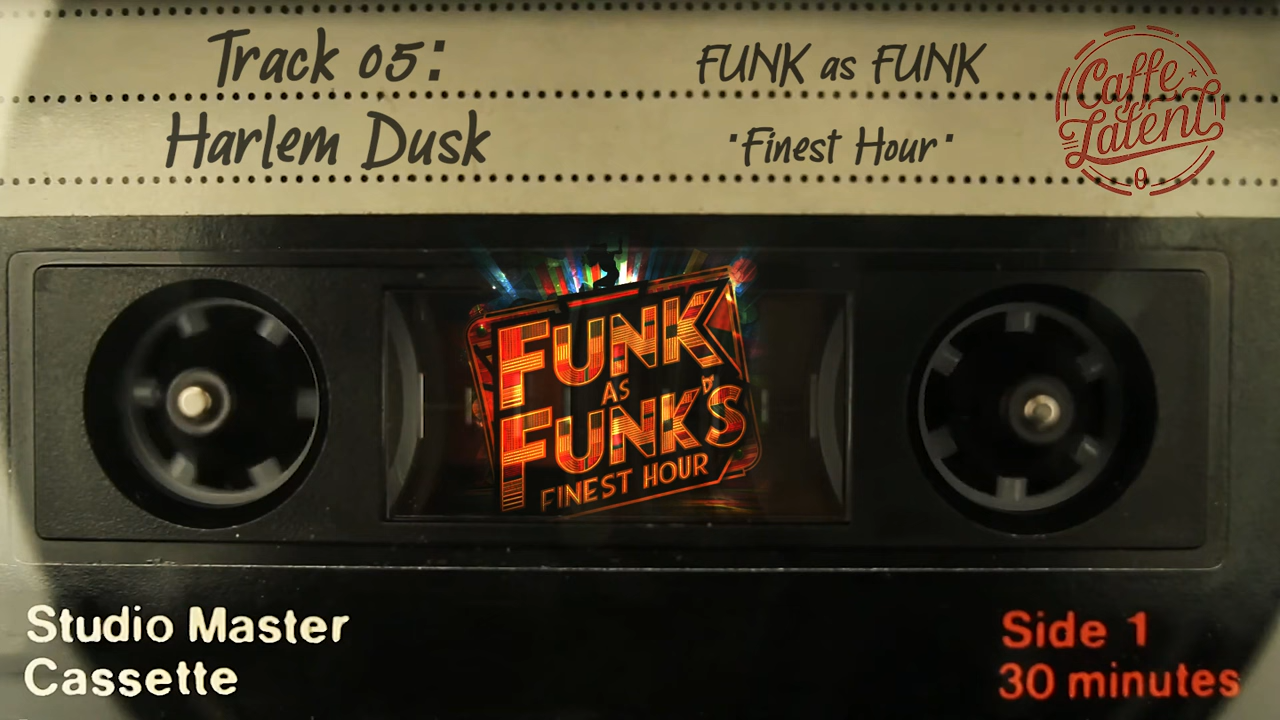 Track 05:
Harlem Dusk
FUNK as FUNK
"Finest Hour"
Caffe
Latent
FUNK
AS
FUNK'S
FINEST HOUR
Studio Master
Cassette
Side 1
30 minutes